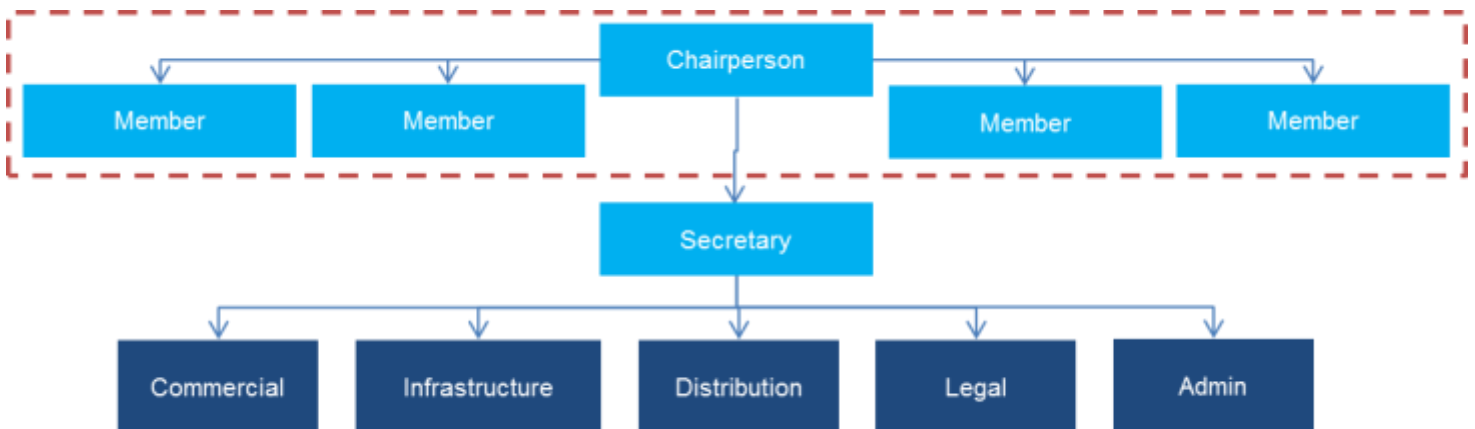 Chairperson
Member
Member
Member
Member
Secretary
Commercial
Infrastructure
Distribution
Legal
Admin